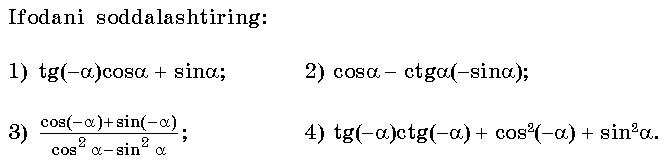 Ifodani soddalashtiring:
1) tg(−α)cosα + sinα; 2) cosα − ctgα(−sinα);
3) (cos(−α)+sin(−α))/(cos² α−sin² α); 4) tg(−α)ctg(−α) + cos²(−α) + sin²α.